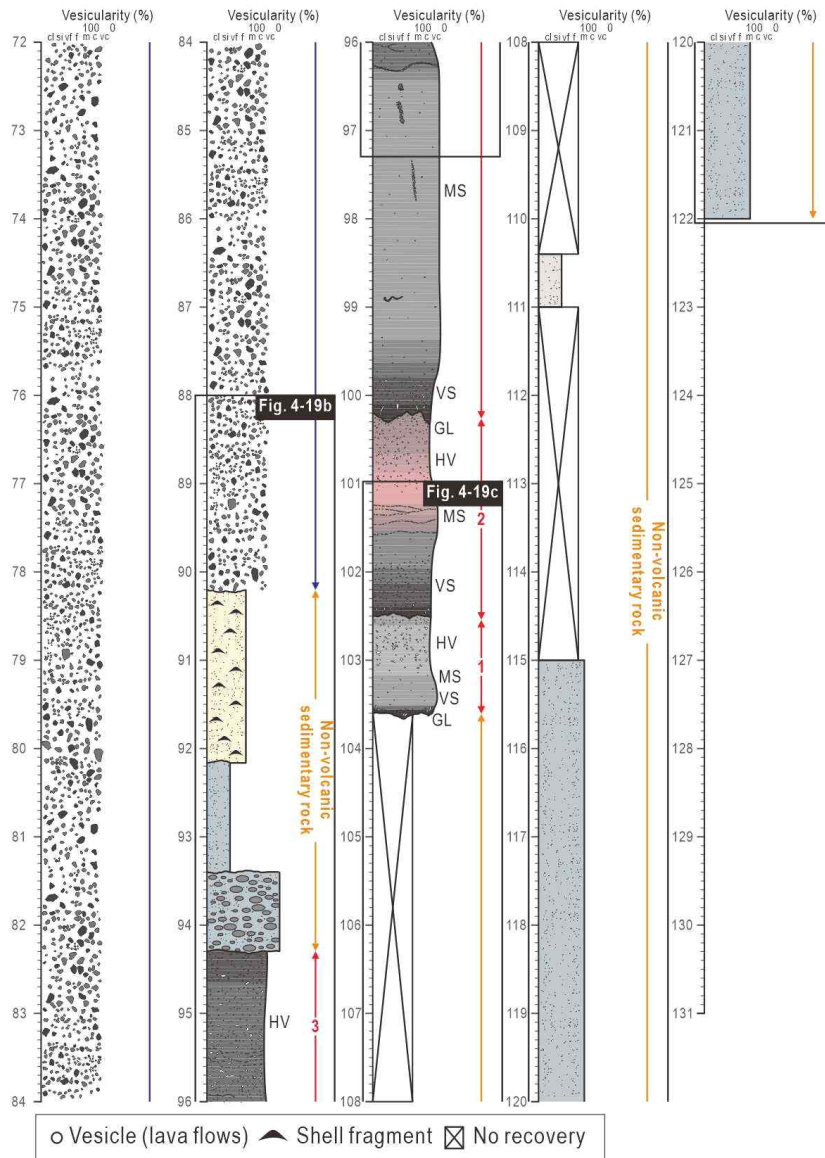 Vesicularity (%)
100 0
cl si vf f m c vc
72
73
74
75
76
77
78
79
80
81
82
83
84
Vesicularity (%)
100 0
cl si vf f m c vc
84
85
86
87
88
Fig. 4-19b
89
90
91
92
93
94
95
96
Non-volcanic
sedimentary rock
HV
3
Vesicularity (%)
100 0
cl si vf f m c vc
96
97
98
99
100
101
102
103
104
105
106
107
108
MS
VS
GL
HV
Fig. 4-19c
MS
2
VS
HV
1
MS
VS
GL
Vesicularity (%)
100 0
cl si vf f m c vc
108
109
110
111
112
113
114
115
116
117
118
119
120
Non-volcanic
sedimentary rock
Vesicularity (%)
100 0
cl si vf f m c vc
120
121
122
123
124
125
126
127
128
129
130
131
Vesicle (lava flows) Shell fragment No recovery